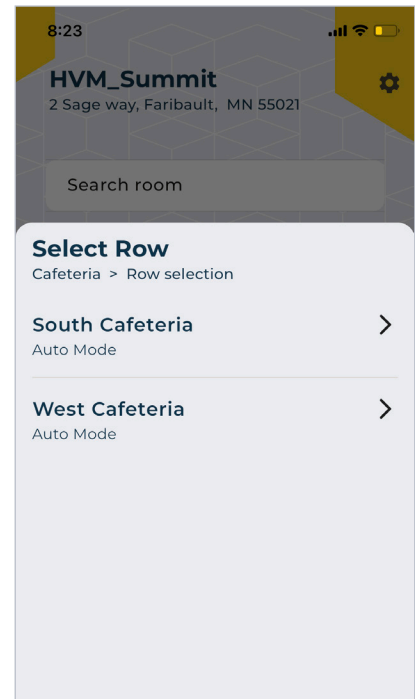 8:23
HVM_Summit
2 Sage way, Faribault, MN 55021
Search room
Select Row
Cafeteria > Row selection
South Cafeteria
Auto Mode
West Cafeteria
Auto Mode